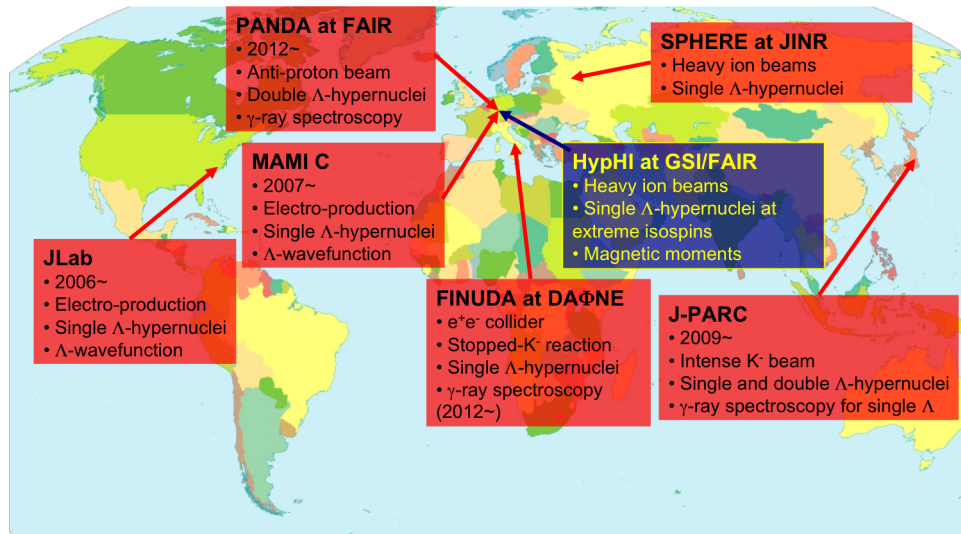 PANDA at FAIR
• 2012~
• Anti-proton beam
• Double Λ-hypernuclei
• γ-ray spectroscopy
SPHERE at JINR
• Heavy ion beams
• Single Λ-hypernuclei
MAMI C
• 2007~
• Electro-production
• Single Λ-hypernuclei
• Λ-wavefunction
HypHI at GSI/FAIR
• Heavy ion beams
• Single Λ-hypernuclei at
extreme isospins
• Magnetic moments
JLab
• 2006~
• Electro-production
• Single Λ-hypernuclei
• Λ-wavefunction
FINUDA at DAΦNE
• e⁺e⁻ collider
• Stopped-K⁻ reaction
• Single Λ-hypernuclei
• γ-ray spectroscopy
(2012~)
J-PARC
• 2009~
• Intense K⁻ beam
• Single and double Λ-hypernuclei
• γ-ray spectroscopy for single Λ